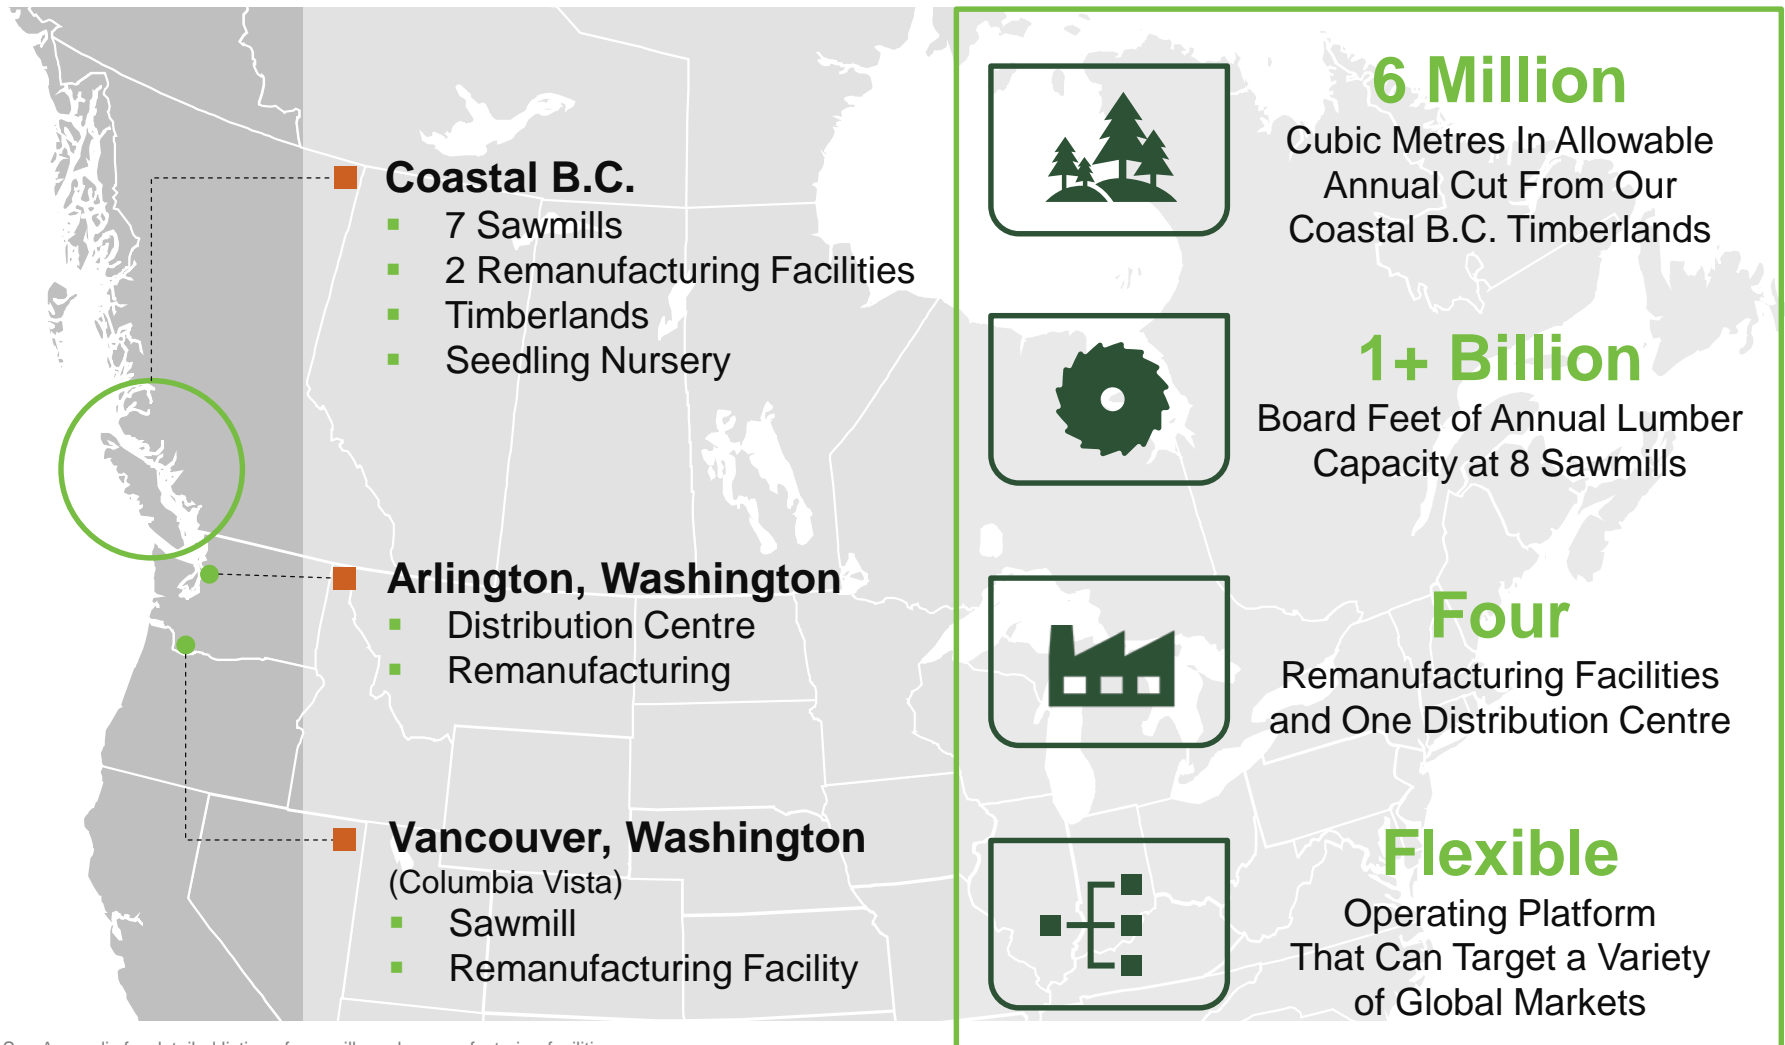 Coastal B.C.
7 Sawmills
2 Remanufacturing Facilities
Timberlands
Seedling Nursery
Arlington, Washington
Distribution Centre
Remanufacturing
Vancouver, Washington
(Columbia Vista)
Sawmill
Remanufacturing Facility
6 Million
Cubic Metres In Allowable
Annual Cut From Our
Coastal B.C. Timberlands
1+ Billion
Board Feet of Annual Lumber
Capacity at 8 Sawmills
Four
Remanufacturing Facilities
and One Distribution Centre
Flexible
Operating Platform
That Can Target a Variety
of Global Markets